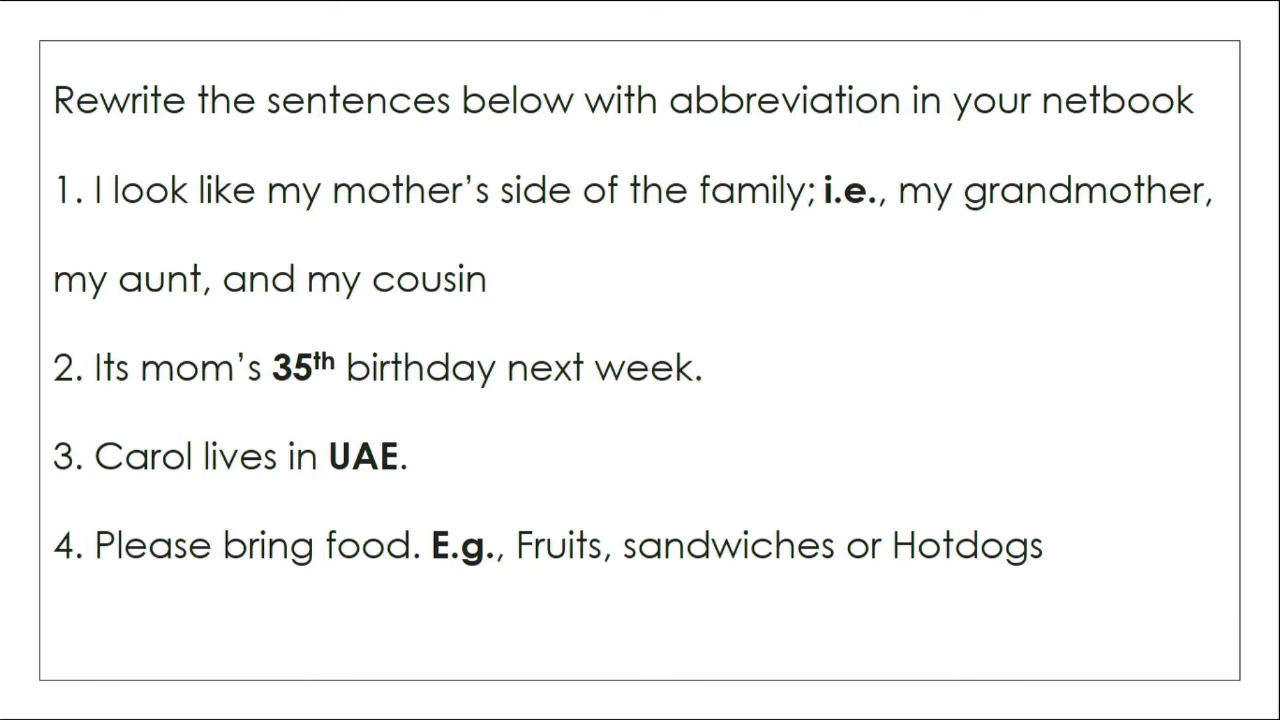 Rewrite the sentences below with abbreviation in your netbook
1. I look like my mother’s side of the family; i.e., my grandmother,
my aunt, and my cousin
2. Its mom’s 35th birthday next week.
3. Carol lives in UAE.
4. Please bring food. E.g., Fruits, sandwiches or Hotdogs